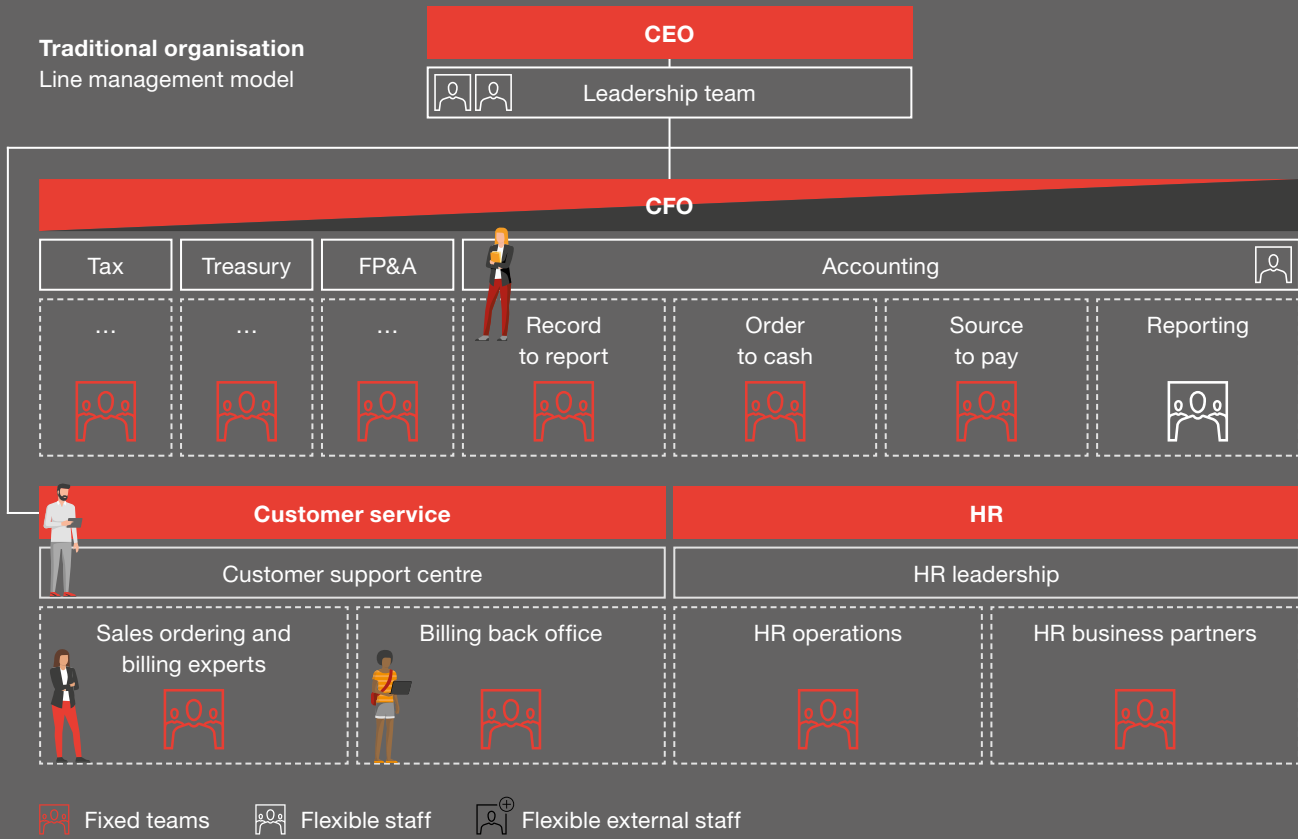 Traditional organisation
Line management model
CEO
Leadership team
CFO
Tax
Treasury
FP&A
Accounting
...
...
...
Record
to report
Order
to cash
Source
to pay
Reporting
Customer service
HR
Customer support centre
HR leadership
Sales ordering and
billing experts
Billing back office
HR operations
HR business partners
Fixed teams
Flexible staff
Flexible external staff